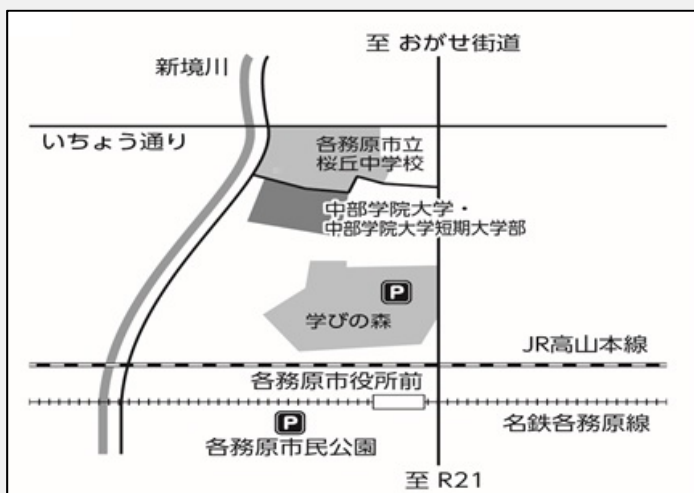 至 おがせ街道
新境川
いちょう通り
各務原市立
桜丘中学校
中部学院大学・
中部学院大学短期大学部
P
学びの森
JR高山本線
各務原市役所前
P
名鉄各務原線
各務原市民公園
至 R21